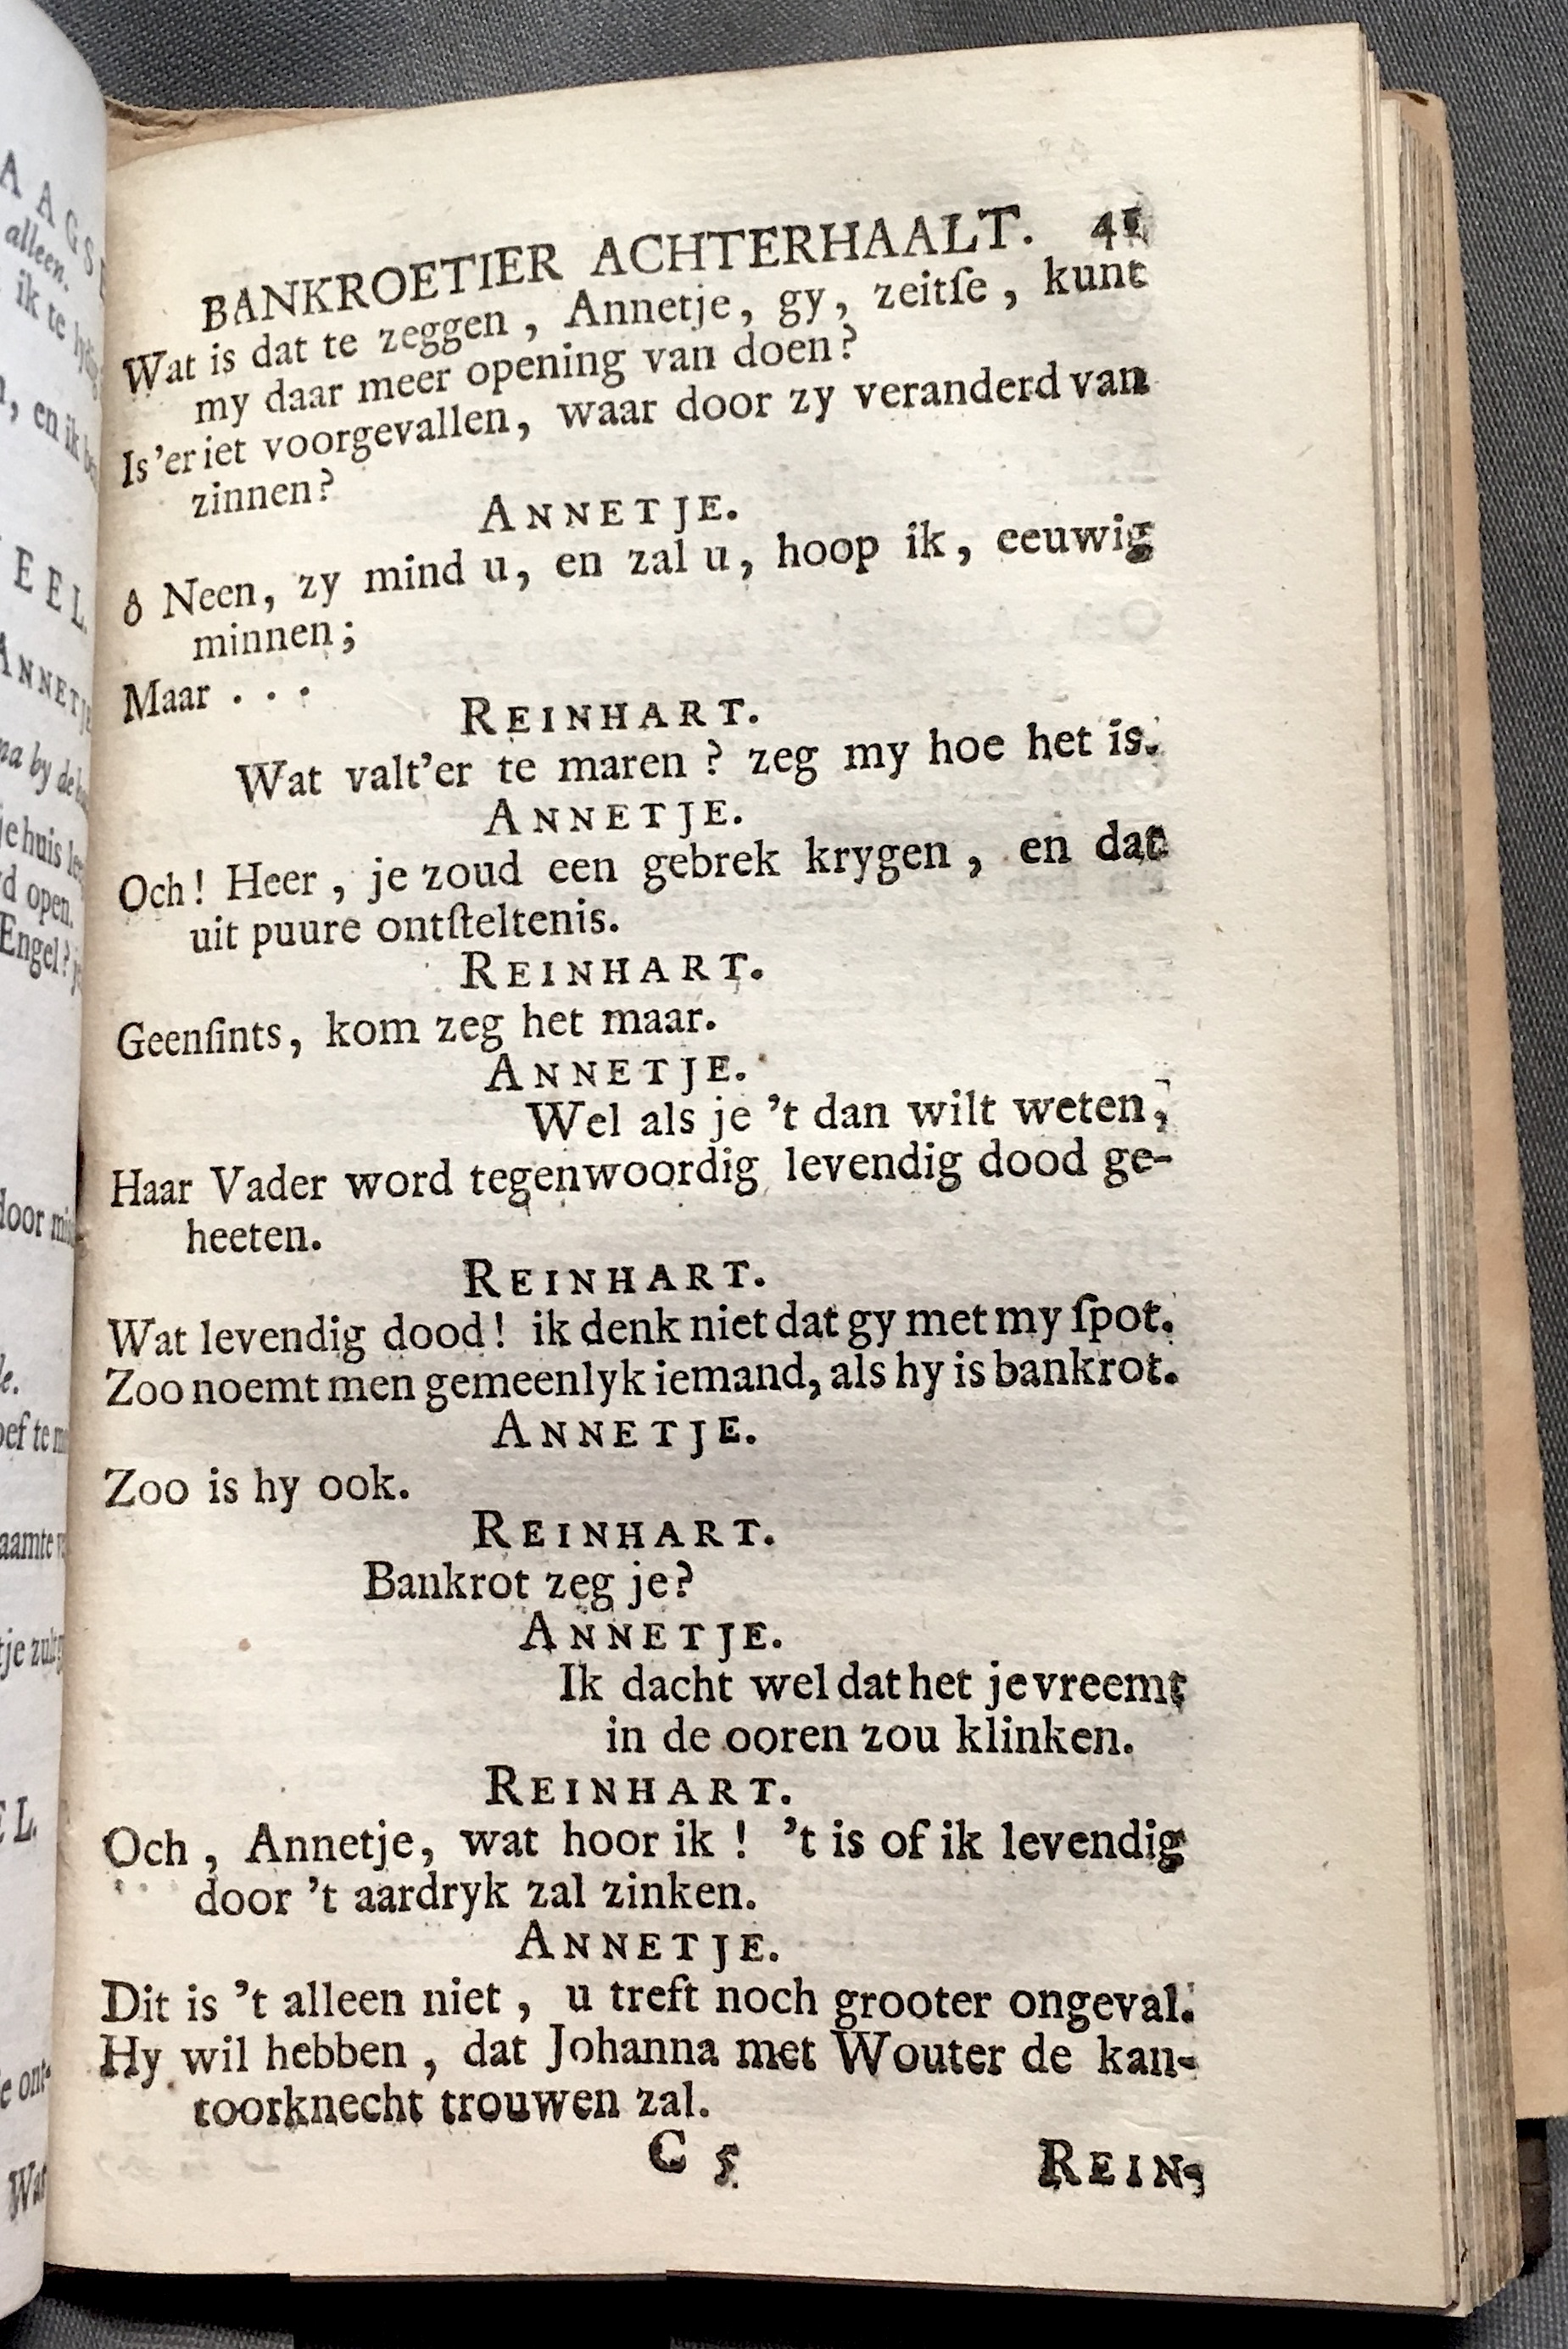 BANKROETIER ACHTERHAALT. 41
Wat is dat te zeggen, Annetje, gy, zeitſe, kunt
my daar meer opening van doen?
Is 'er iet voorgevallen, waar door zy veranderd van
zinnen?
ANNETJE.
ô Neen, zy mind u, en zal u, hoop ik, eeuwig
minnen;
Maar . . .
REINHART.
Wat valt'er te maren? zeg my hoe het is.
ANNETJE.
Och! Heer, je zoud een gebrek krygen, en dat
uit puure ontſteltenis.
REINHART.
Geenſints, kom zeg het maar.
ANNETJE.
Wel als je 't dan wilt weten,
Haar Vader word tegenwoordig levendig dood ge-
heeten.
REINHART.
Wat levendig dood! ik denk niet dat gy met my ſpot.
Zoo noemt men gemeenlyk iemand, als hy is bankrot.
ANNETJE.
Zoo is hy ook.
REINHART.
Bankrot zeg je?
ANNETJE.
Ik dacht wel dat het je vreemt
in de ooren zou klinken.
REINHART.
Och, Annetje, wat hoor ik! 't is of ik levendig
door 't aardryk zal zinken.
ANNETJE.
Dit is 't alleen niet, u treft noch grooter ongeval.
Hy wil hebben, dat Johanna met Wouter de kan-
toorknecht trouwen zal.
C 5
REIN-